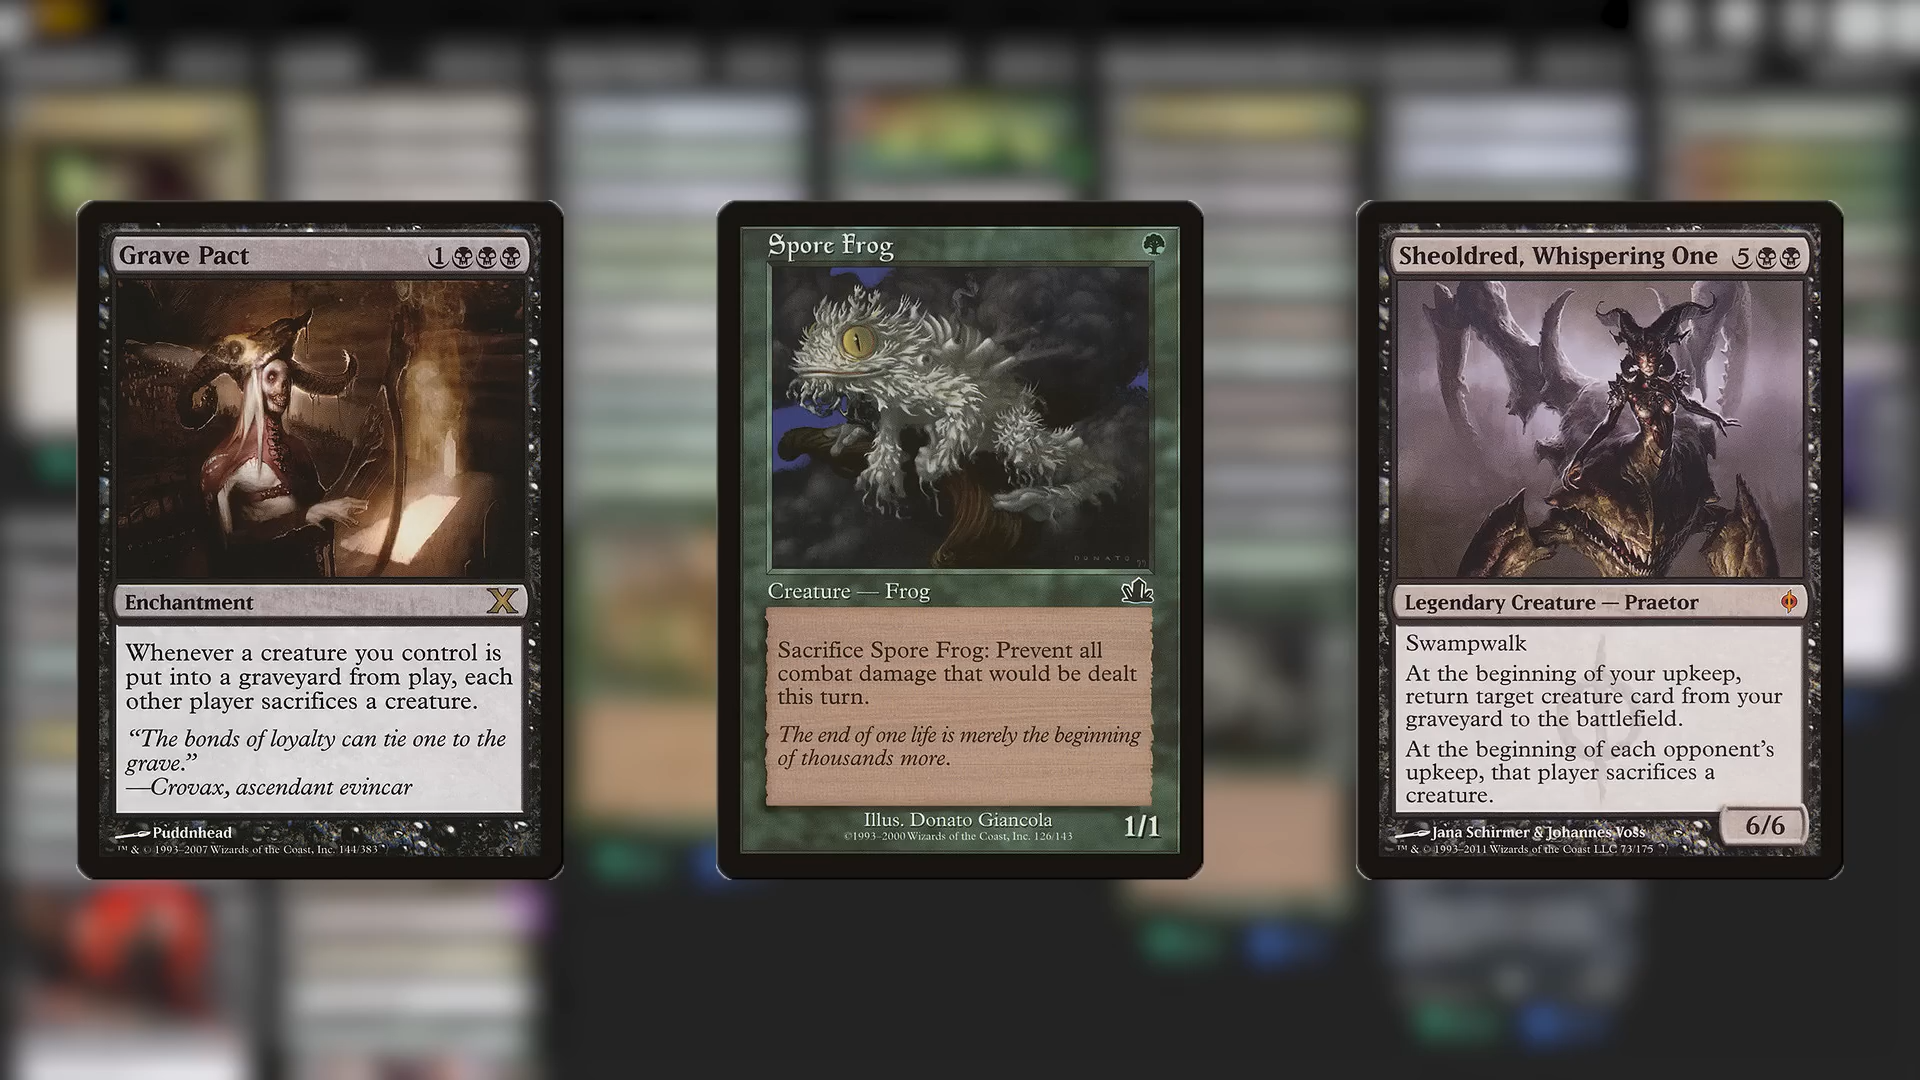 Grave Pact 1
Enchantment
Whenever a creature you control is
put into a graveyard from play, each
other player sacrifices a creature.
“The bonds of loyalty can tie one to the
grave.”
—Crovax, ascendant evincar
Puddnhead
™ & © 1993–2007 Wizards of the Coast, Inc. 144/383
Spore Frog
DONATO
Creature — Frog
Sacrifice Spore Frog: Prevent all
combat damage that would be dealt
this turn.
The end of one life is merely the beginning
of thousands more.
Illus. Donato Giancola
©1993–2000 Wizards of the Coast, Inc. 126/143
1/1
Sheoldred, Whispering One 5
Legendary Creature — Praetor
Swampwalk
At the beginning of your upkeep,
return target creature card from your
graveyard to the battlefield.
At the beginning of each opponent’s
upkeep, that player sacrifices a
creature.
6/6
Jana Schirmer & Johannes Voss
™ & © 1993–2011 Wizards of the Coast LLC 73/175